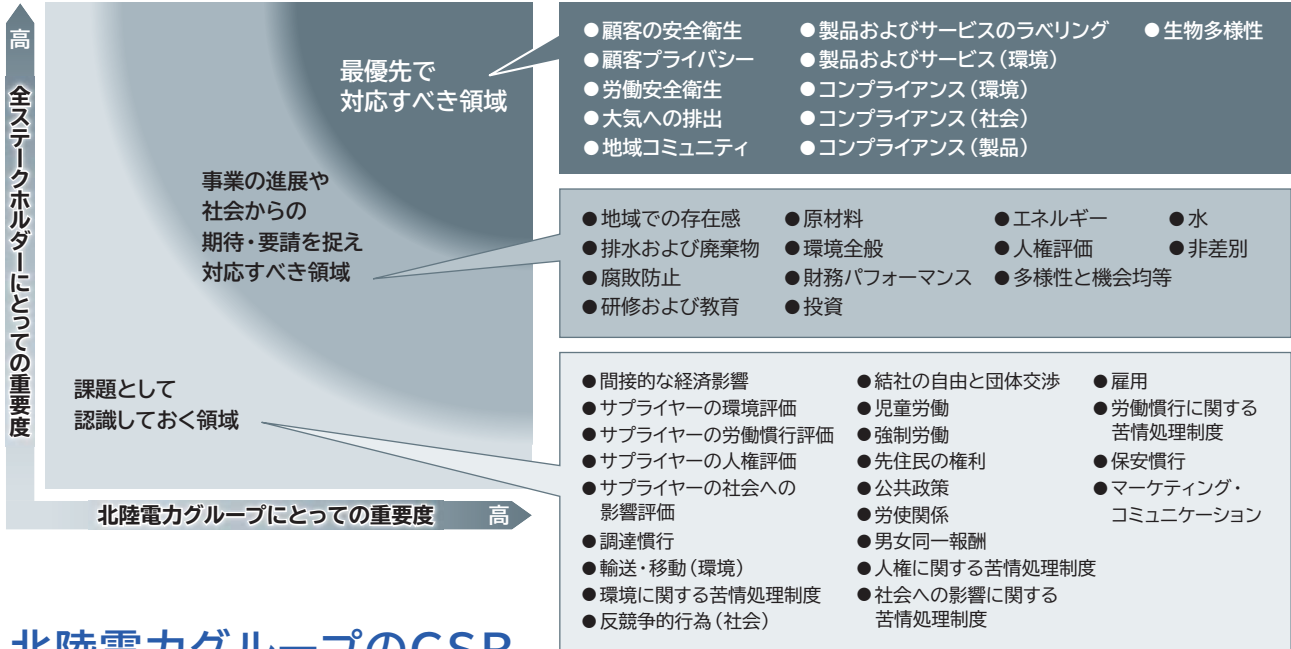 高
全ステークホルダーにとっての重要度
最優先で
対応すべき領域
事業の進展や
社会からの
期待・要請を捉え
対応すべき領域
課題として
認識しておく領域
北陸電力グループにとっての重要度 高
●顧客の安全衛生
●顧客プライバシー
●労働安全衛生
●大気への排出
●地域コミュニティ
●製品およびサービスのラベリング
●製品およびサービス(環境)
●コンプライアンス(環境)
●コンプライアンス(社会)
●コンプライアンス(製品)
●生物多様性
●地域での存在感
●排水および廃棄物
●腐敗防止
●研修および教育
●原材料
●環境全般
●財務パフォーマンス
●投資
●エネルギー
●人権評価
●多様性と機会均等
●水
●非差別
●間接的な経済影響
●サプライヤーの環境評価
●サプライヤーの労働慣行評価
●サプライヤーの人権評価
●サプライヤーの社会への
影響評価
●調達慣行
●輸送・移動(環境)
●環境に関する苦情処理制度
●反競争的行為(社会)
●結社の自由と団体交渉
●児童労働
●強制労働
●先住民の権利
●公共政策
●労使関係
●男女同一報酬
●人権に関する苦情処理制度
●社会への影響に関する
苦情処理制度
●雇用
●労働慣行に関する
苦情処理制度
●保安慣行
●マーケティング・
コミュニケーション
北陸電力グループのCSR